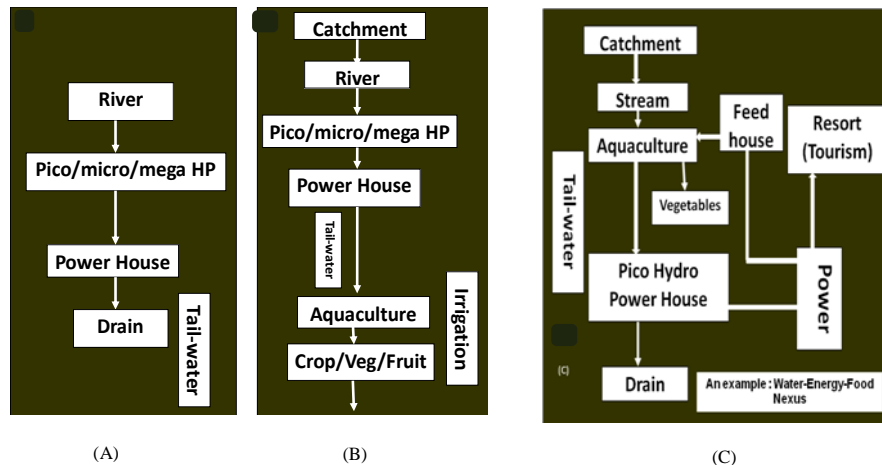 River
Pico/micro/mega HP
Power House
Drain
Tail-water
(A)
Catchment
River
Pico/micro/mega HP
Power House
Tail-water
Aquaculture
Irrigation
Crop/Veg/Fruit
(B)
Catchment
Stream
Aquaculture
Feed
house
Resort
(Tourism)
Vegetables
Tail-water
Pico Hydro
Power House
Power
Drain
(C)
An example : Water-Energy-Food
Nexus
(C)